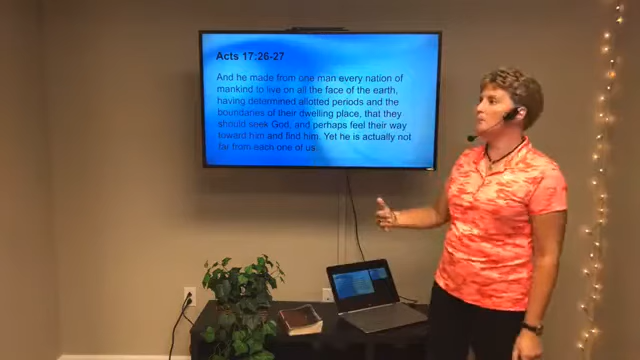 Acts 17:26-27
And he made from one man every nation of
mankind to live on all the face of the earth,
having determined allotted periods and the
boundaries of their dwelling place, that they
should seek God, and perhaps feel their way
toward him and find him. Yet he is actually not
far from each one of us